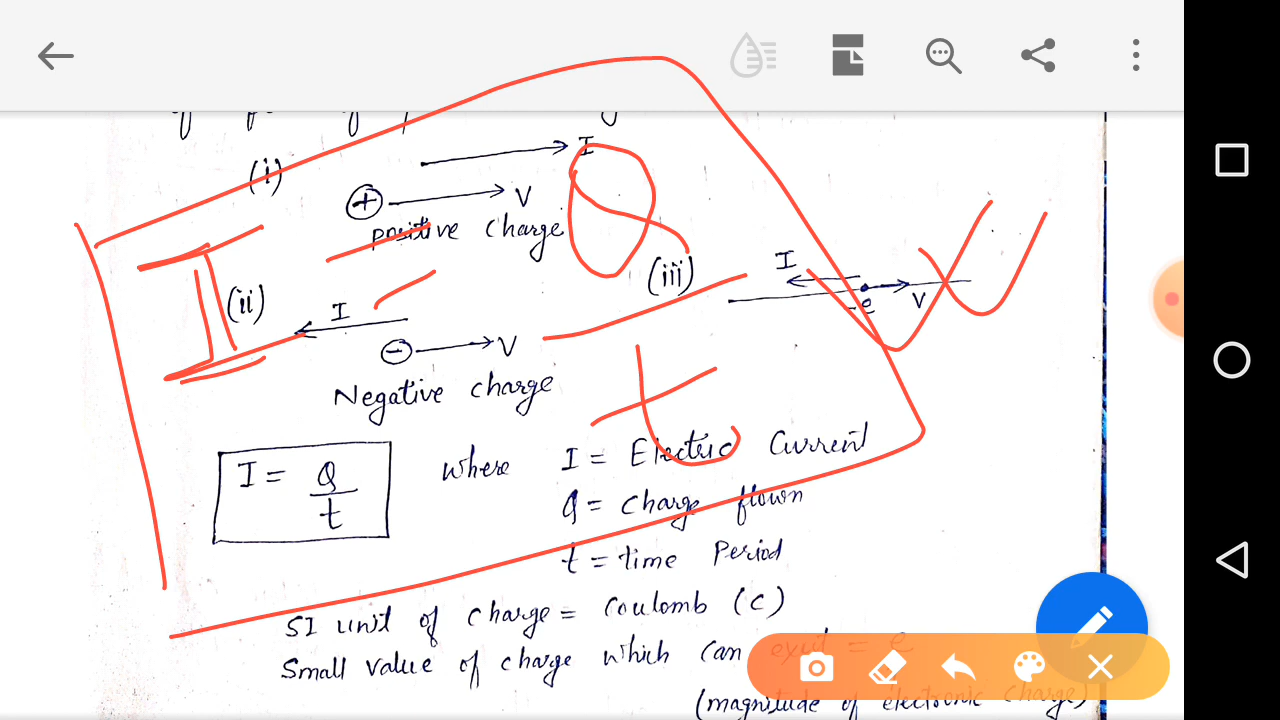 (i)
I
+ V
positive charge
(ii) I
- V
Negative charge
(iii) I
-e V
I = Q/t where I = Electric Current
Q = Charge flown
t = time Period
SI unit of charge = Coulomb (C)
Small value of charge which can exist = e
(magnitude of electronic charge)
I = Q/t